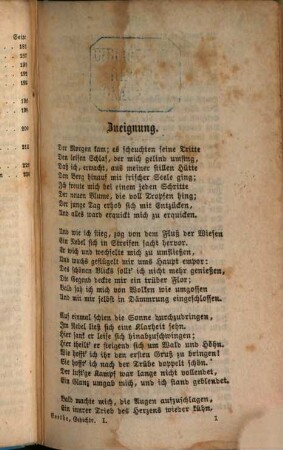 Seite
181
Zueignung.
Der Morgen kam; es scheuchten seine Tritte
Den leisen Schlaf, der mich gelind umfing,
Daß ich, erwacht, aus meiner stillen Hütte
Den Berg hinauf mit frischer Seele ging;
Ich freute mich bei einem jeden Schritte
Der neuen Blume, die voll Tropfen hing;
Der junge Tag erhob sich mit Entzücken,
Und alles ward erquickt mich zu erquicken.
Und wie ich stieg, zog von dem Fluß der Wiesen
Ein Nebel sich in Streifen sacht hervor.
Er wich und wechselte mich zu umfließen,
Und wuchs geflügelt mir ums Haupt empor:
Des schönen Blicks sollt' ich nicht mehr genießen,
Die Gegend deckte mir ein trüber Flor;
Bald sah ich mich von Wolken wie umgossen
Und mit mir selbst in Dämmrung eingeschlossen.
Auf einmal schien die Sonne durchzudringen,
Im Nebel ließ sich eine Klarheit sehn.
Hier sank er leise sich hinabzuschwingen;
Hier theilt' er steigend sich um Wald und Höhn.
Wie hofft' ich ihr den ersten Gruß zu bringen!
Sie hofft' ich nach der Trübe doppelt schön.
Der luft'ge Kampf war lange nicht vollendet,
Ein Glanz umgab mich, und ich stand geblendet.
Bald machte mich, die Augen aufzuschlagen,
Ein innrer Trieb des Herzens wieder kühn,
Goethe, Gedichte. I. 1